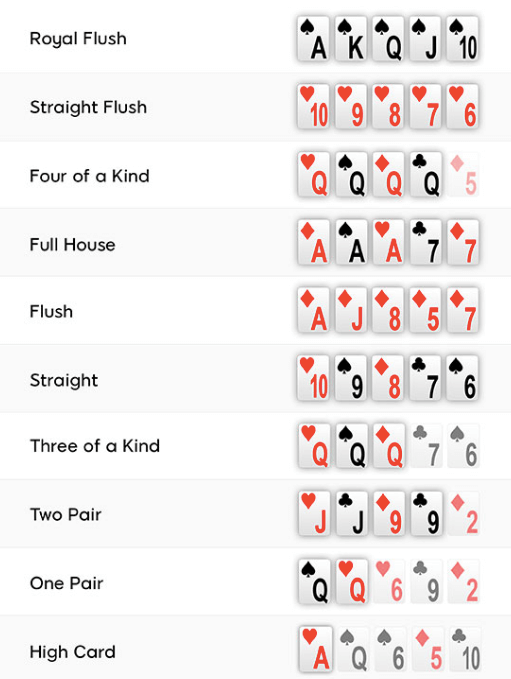 Royal Flush A K Q J 10
Straight Flush 10 9 8 7 6
Four of a Kind Q Q Q Q 5
Full House A A A 7 7
Flush A J 8 5 7
Straight 10 9 8 7 6
Three of a Kind Q Q Q 7 6
Two Pair J J 9 9 2
One Pair Q Q 6 9 2
High Card A Q 6 5 10